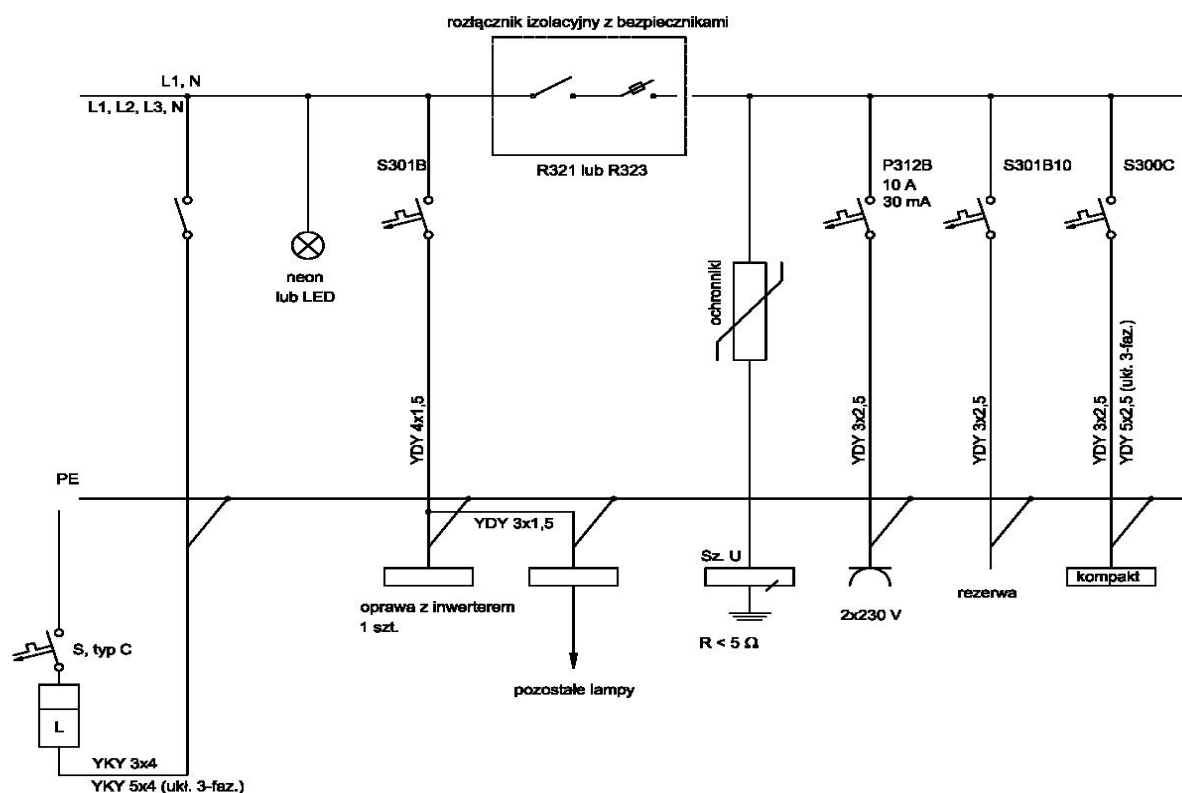 rozłącznik izolacyjny z bezpiecznikami
L1, N
L1, L2, L3, N
S301B
R321 lub R323
P312B
10 A
30 mA
S301B10
S300C
neon
lub LED
ochronniki
YDY 4x1,5
YDY 3x2,5
YDY 3x2,5
YDY 3x2,5
YDY 5x2,5 (ukł. 3-faz.)
PE
YDY 3x1,5
Sz. U
kompakt
oprawa z inwerterem
1 szt.
rezerwa
2x230 V
R < 5 Ω
S, typ C
pozostałe lampy
L
YKY 3x4
YKY 5x4 (ukł. 3-faz.)